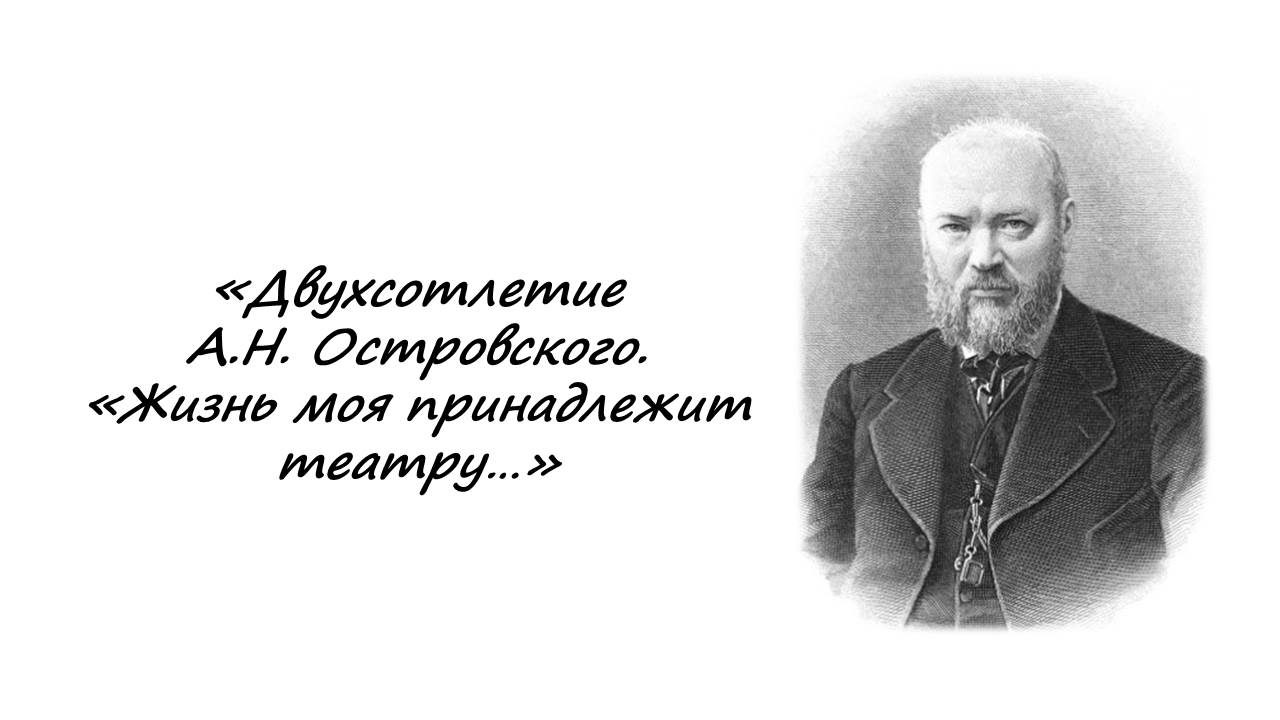 «Двухсотлетие
А.Н. Островского.
«Жизнь моя принадлежит
театру...»